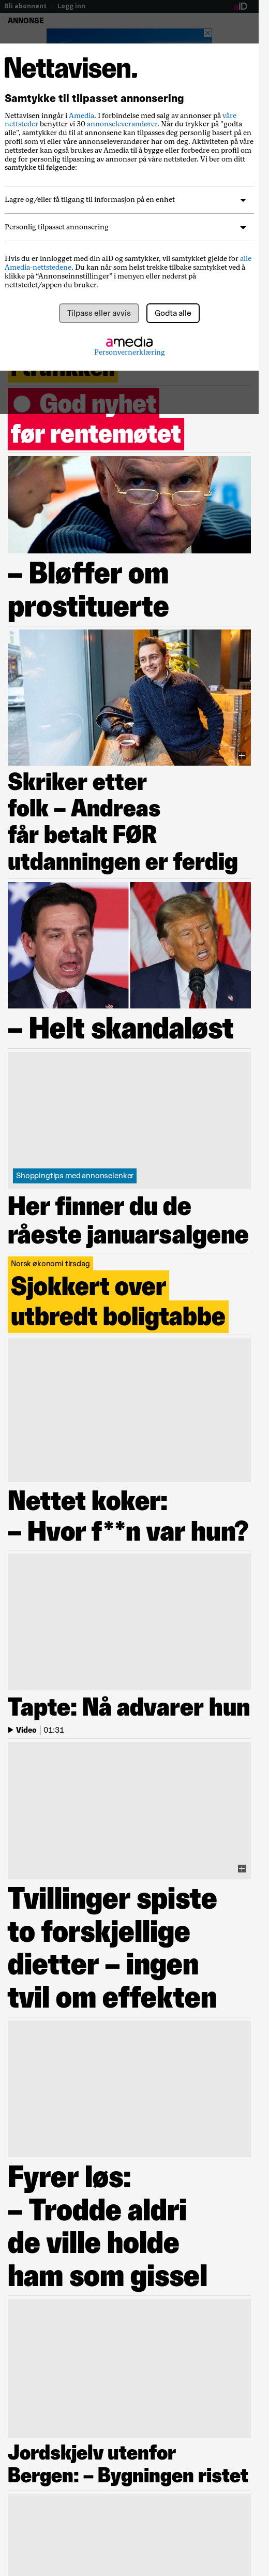 Bli abonnent | Logg inn
aID
ANNONSE
Nettavisen.
Samtykke til tilpasset annonsering
Nettavisen inngår i Amedia. I forbindelse med salg av annonser på våre
nettsteder benytter vi 30 annonseleverandører. Når du trykker på "godta
alle", samtykker du til at annonsørene kan tilpasses deg personlig basert på en
profil som vi eller våre annonseleverandører har om deg. Aktiviteten på våre
nettsteder kan også brukes av Amedia til å bygge eller forbedre en profil om
deg for personlig tilpasning av annonser på våre nettsteder. Vi ber om ditt
samtykke til følgende:
Lagre og/eller få tilgang til informasjon på en enhet
Personlig tilpasset annonsering
Hvis du er innlogget med din aID og samtykker, vil samtykket gjelde for alle
Amedia-nettstedene. Du kan når som helst trekke tilbake samtykket ved å
klikke på “Annonseinnstillinger” i menyen eller nederst på
nettstedet/appen du bruker.
Tilpass eller avvis
Godta alle
amedia
Personvernerklæring
God nyhet
før rentemøtet
– Bløffer om
prostituerte
Skriker etter
folk – Andreas
får betalt FØR
utdanningen er ferdig
– Helt skandaløst
Shoppingtips med annonselenker
Her finner du de
råeste januarsalgene
Norsk økonomi tirsdag
Sjokkert over
utbredt boligtabbe
Nettet koker:
– Hvor f**n var hun?
Tapte: Nå advarer hun
Video | 01:31
Tvillinger spiste
to forskjellige
dietter – ingen
tvil om effekten
Fyrer løs:
– Trodde aldri
de ville holde
ham som gissel
Jordskjelv utenfor
Bergen: – Bygningen ristet